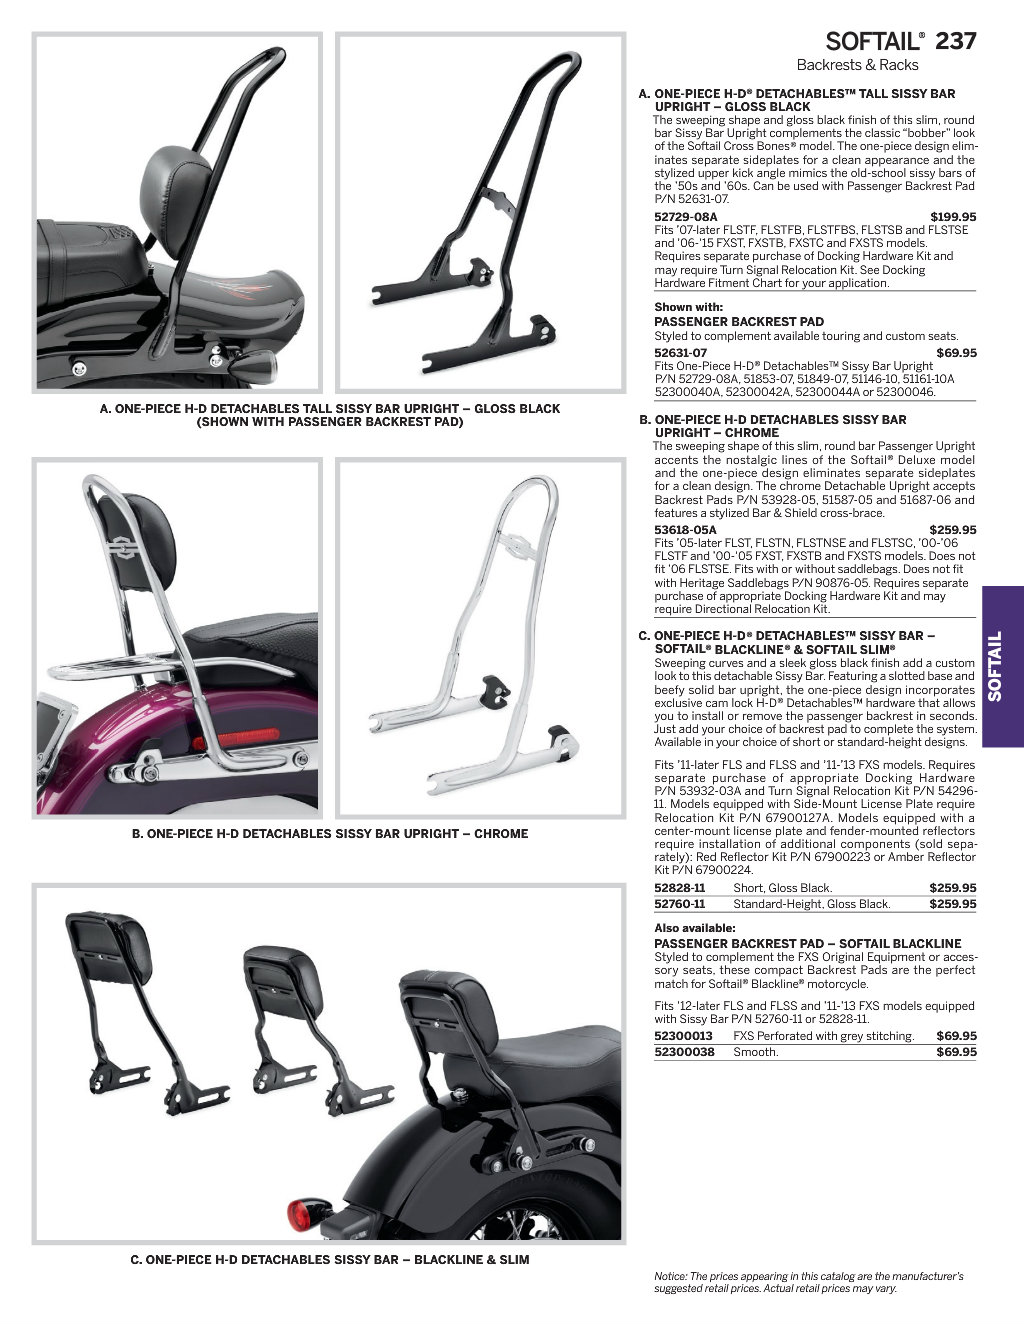 SOFTAIL® 237
Backrests & Racks
A. ONE-PIECE H-D® DETACHABLES™ TALL SISSY BAR
UPRIGHT – GLOSS BLACK
The sweeping shape and gloss black finish of this slim, round
bar Sissy Bar Upright complements the classic “bobber” look
of the Softail Cross Bones® model. The one-piece design elim-
inates separate sideplates for a clean appearance and the
stylized upper kick angle mimics the old-school sissy bars of
the ’50s and ’60s. Can be used with Passenger Backrest Pad
P/N 52631-07.
52729-08A $199.95
Fits ’07-later FLSTF, FLSTFB, FLSTFBS, FLSTSB and FLSTSE
and ’06-’15 FXST, FXSTB, FXSTC and FXSTS models.
Requires separate purchase of Docking Hardware Kit and
may require Turn Signal Relocation Kit. See Docking
Hardware Fitment Chart for your application.
Shown with:
PASSENGER BACKREST PAD
Styled to complement available touring and custom seats.
52631-07 $69.95
Fits One-Piece H-D® Detachables™ Sissy Bar Upright
P/N 52729-08A, 51853-07, 51849-07, 51146-10, 51161-10A
52300040A, 52300042A, 52300044A or 52300046.
A. ONE-PIECE H-D DETACHABLES TALL SISSY BAR UPRIGHT – GLOSS BLACK
(SHOWN WITH PASSENGER BACKREST PAD)
B. ONE-PIECE H-D DETACHABLES SISSY BAR
UPRIGHT – CHROME
The sweeping shape of this slim, round bar Passenger Upright
accents the nostalgic lines of the Softail® Deluxe model
and the one-piece design eliminates separate sideplates
for a clean design. The chrome Detachable Upright accepts
Backrest Pads P/N 53928-05, 51587-05 and 51687-06 and
features a stylized Bar & Shield cross-brace.
53618-05A $259.95
Fits ’05-later FLST, FLSTN, FLSTNSE and FLSTSC, ’00-’06
FLSTF and ’00-‘05 FXST, FXSTB and FXSTS models. Does not
fit ’06 FLSTSE. Fits with or without saddlebags. Does not fit
with Heritage Saddlebags P/N 90876-05. Requires separate
purchase of appropriate Docking Hardware Kit and may
require Directional Relocation Kit.
B. ONE-PIECE H-D DETACHABLES SISSY BAR UPRIGHT – CHROME
C. ONE-PIECE H-D® DETACHABLES™ SISSY BAR –
SOFTAIL® BLACKLINE® & SOFTAIL SLIM®
Sweeping curves and a sleek gloss black finish add a custom
look to this detachable Sissy Bar. Featuring a slotted base and
beefy solid bar upright, the one-piece design incorporates
exclusive cam lock H-D® Detachables™ hardware that allows
you to install or remove the passenger backrest in seconds.
Just add your choice of backrest pad to complete the system.
Available in your choice of short or standard-height designs.
Fits ’11-later FLS and FLSS and ’11-’13 FXS models. Requires
separate purchase of appropriate Docking Hardware
P/N 53932-03A and Turn Signal Relocation Kit P/N 54296-
11. Models equipped with Side-Mount License Plate require
Relocation Kit P/N 67900127A. Models equipped with a
center-mount license plate and fender-mounted reflectors
require installation of additional components (sold sepa-
rately): Red Reflector Kit P/N 67900223 or Amber Reflector
Kit P/N 67900224.
52828-11 Short, Gloss Black. $259.95
52760-11 Standard-Height, Gloss Black. $259.95
Also available:
PASSENGER BACKREST PAD – SOFTAIL BLACKLINE
Styled to complement the FXS Original Equipment or acces-
sory seats, these compact Backrest Pads are the perfect
match for Softail® Blackline® motorcycle.
Fits ’12-later FLS and FLSS and ’11-’13 FXS models equipped
with Sissy Bar P/N 52760-11 or 52828-11.
52300013 FXS Perforated with grey stitching. $69.95
52300038 Smooth. $69.95
SOFTAIL
C. ONE-PIECE H-D DETACHABLES SISSY BAR – BLACKLINE & SLIM
Notice: The prices appearing in this catalog are the manufacturer’s
suggested retail prices. Actual retail prices may vary.